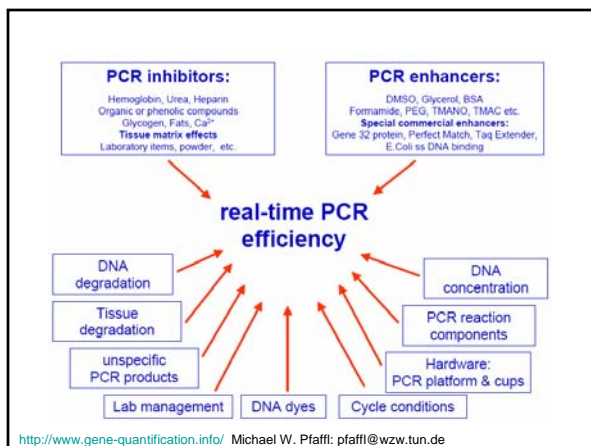 PCR inhibitors:
Hemoglobin, Urea, Heparin
Organic or phenolic compounds
Glycogen, Fats, Ca²⁺
Tissue matrix effects
Laboratory items, powder, etc.
PCR enhancers:
DMSO, Glycerol, BSA
Formamide, PEG, TMANO, TMAC etc.
Special commercial enhancers:
Gene 32 protein, Perfect Match, Taq Extender,
E.Coli ss DNA binding
real-time PCR
efficiency
DNA
degradation
Tissue
degradation
unspecific
PCR products
Lab management
DNA dyes
Cycle conditions
Hardware:
PCR platform & cups
PCR reaction
components
DNA
concentration
http://www.gene-quantification.info/ Michael W. Pfaffl: pfaffl@wzw.tun.de